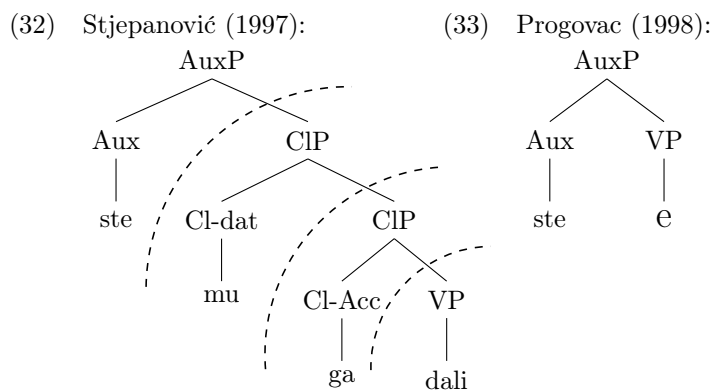 (32) Stjepanović (1997):
AuxP
Aux ClP
ste Cl-dat ClP
mu Cl-Acc VP
ga dali
(33) Progovac (1998):
AuxP
Aux VP
ste e